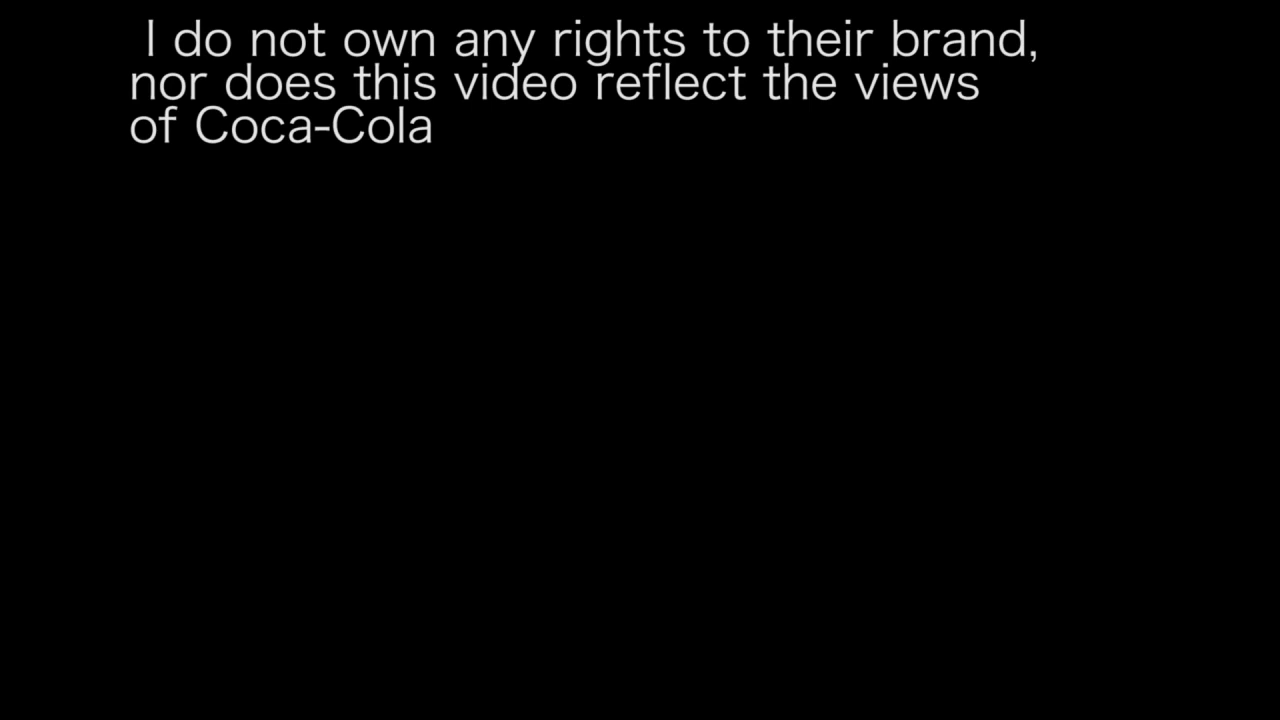 I do not own any rights to their brand,
nor does this video reflect the views
of Coca-Cola